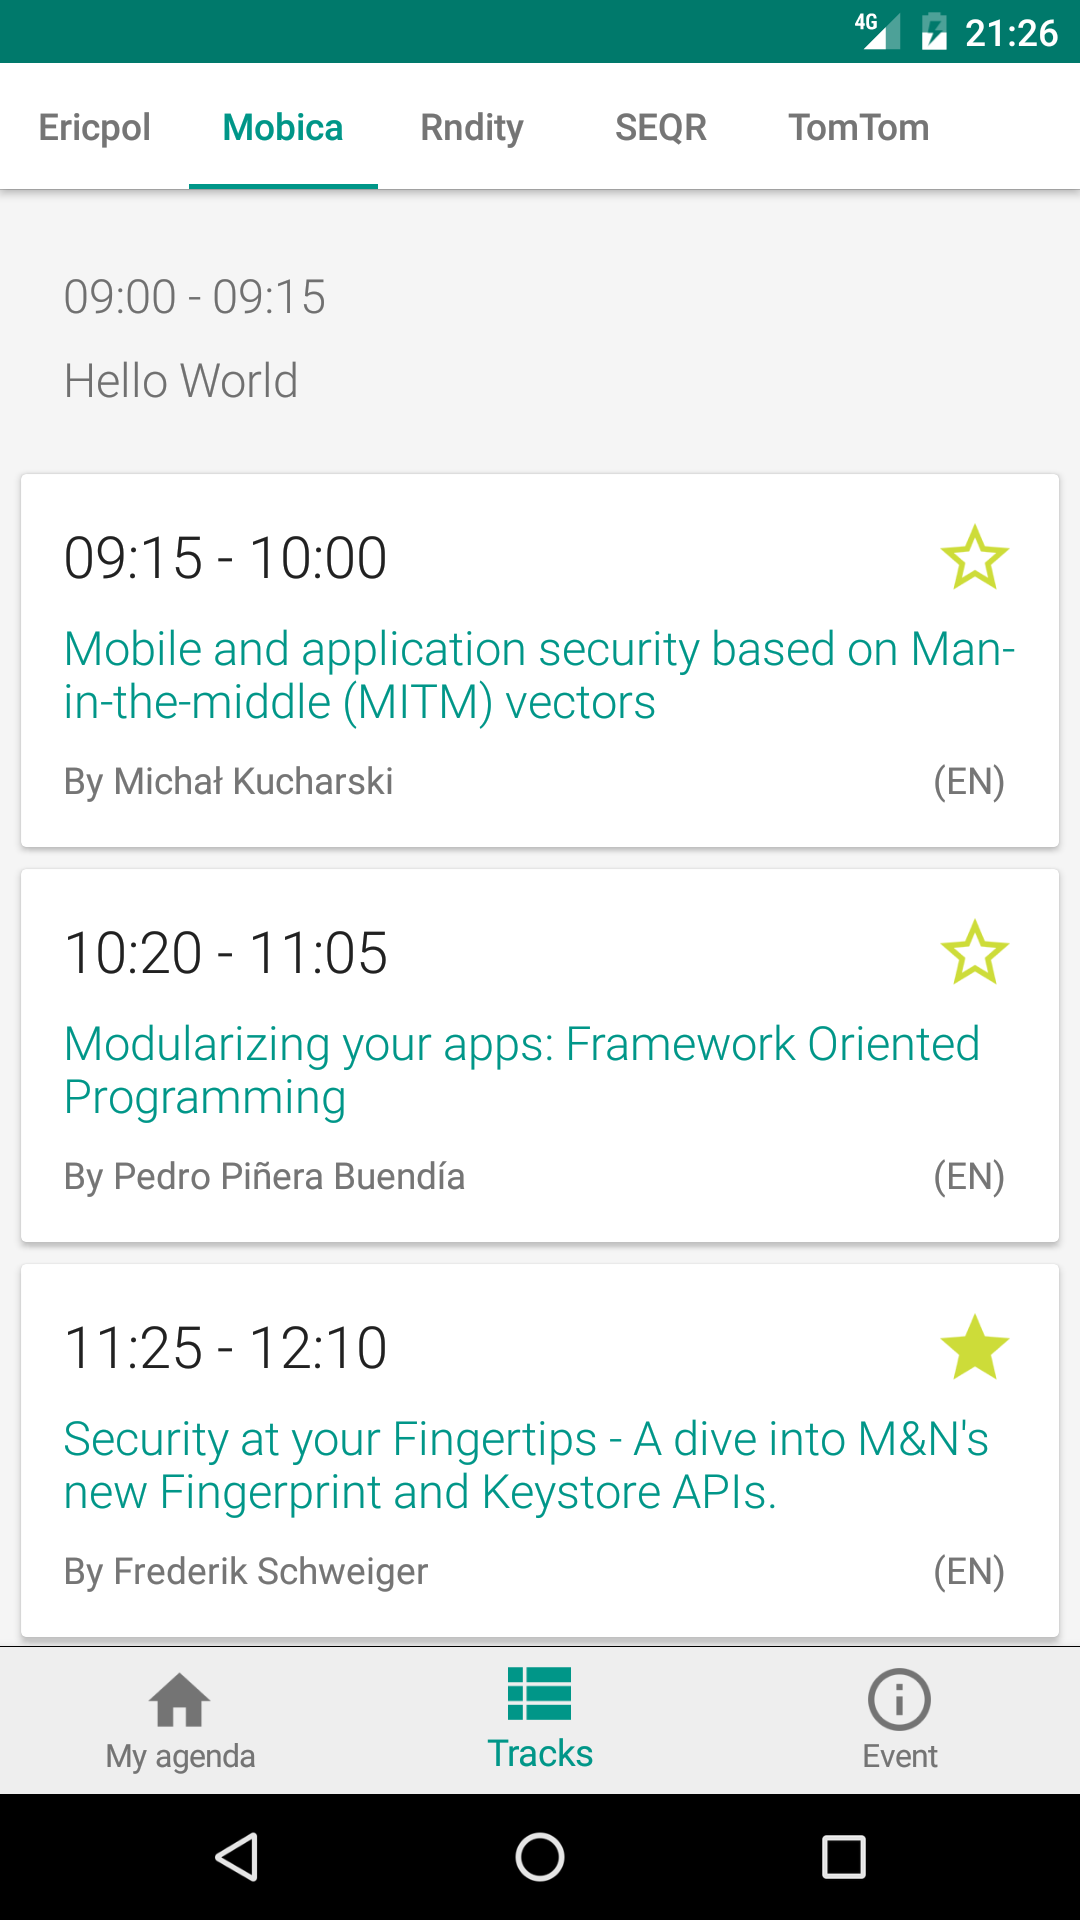 4G 21:26
Ericpol Mobica Rndity SEQR TomTom
09:00 - 09:15
Hello World
09:15 - 10:00
Mobile and application security based on Man-
in-the-middle (MITM) vectors
By Michał Kucharski (EN)
10:20 - 11:05
Modularizing your apps: Framework Oriented
Programming
By Pedro Piñera Buendía (EN)
11:25 - 12:10
Security at your Fingertips - A dive into M&N's
new Fingerprint and Keystore APIs.
By Frederik Schweiger (EN)
My agenda Tracks Event